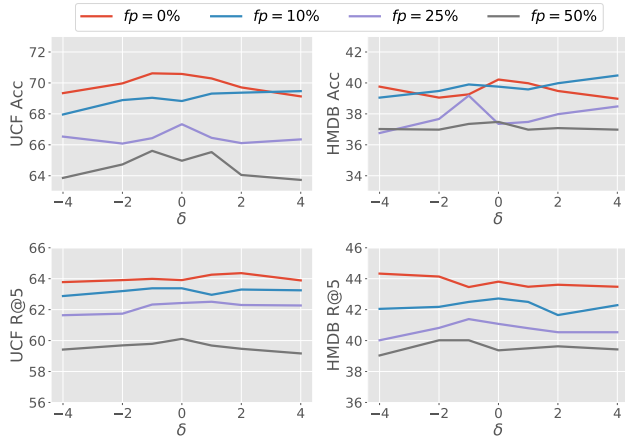 fp = 0% fp = 10% fp = 25% fp = 50%
UCF Acc
72
70
68
66
64
−4 −2 0 2 4
δ
HMDB Acc
42
40
38
36
34
−4 −2 0 2 4
δ
UCF R@5
66
64
62
60
58
56
−4 −2 0 2 4
δ
HMDB R@5
46
44
42
40
38
36
−4 −2 0 2 4
δ